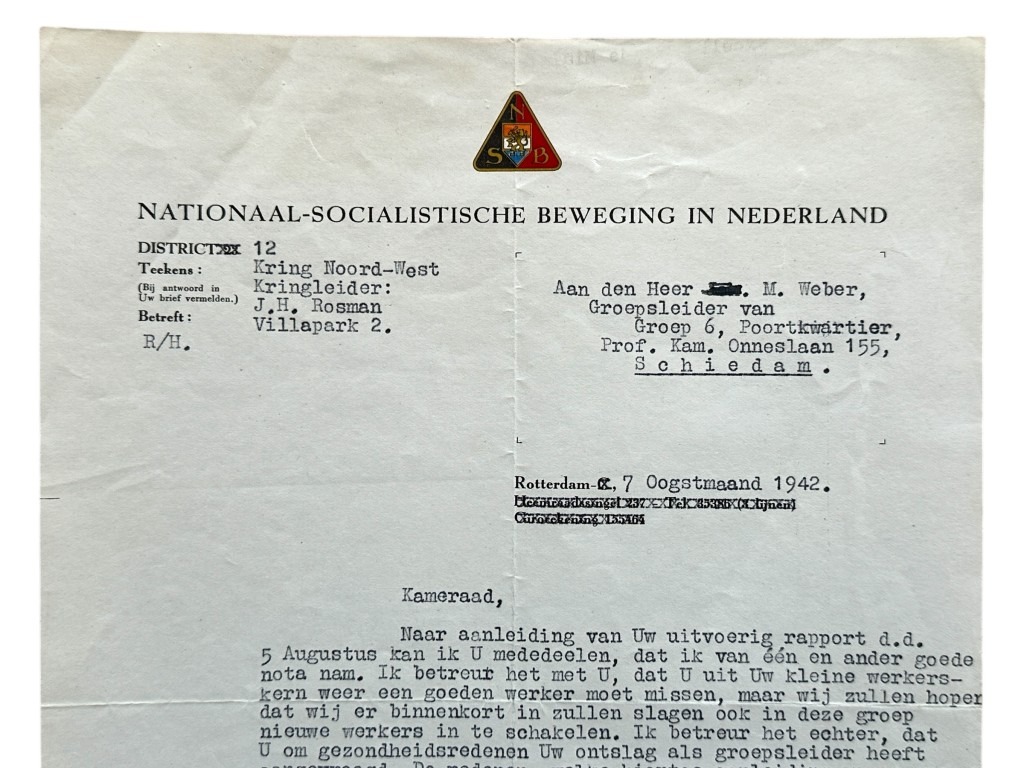 N
S B
NATIONAAL-SOCIALISTISCHE BEWEGING IN NEDERLAND
DISTRICT 12
Teekens:
(Bij antwoord in
Uw brief vermelden.)
Betreft:
R/H.
Kring Noord-West
Kringleider:
J.H. Rosman
Villapark 2.
Aan den Heer M. Weber,
Groepsleider van
Groep 6, Poortkwartier,
Prof. Kam. Onneslaan 155,
Schiedam.
Rotterdam- , 7 Oogstmaand 1942.
Kameraad,
Naar aanleiding van Uw uitvoerig rapport d.d.
5 Augustus kan ik U mededeelen, dat ik van één en ander goede
nota nam. Ik betreur het met U, dat U uit Uw kleine werkers-
kern weer een goeden werker moet missen, maar wij zullen hopen
dat wij er binnenkort in zullen slagen ook in deze groep
nieuwe werkers in te schakelen. Ik betreur het echter, dat
U om gezondheidsredenen Uw ontslag als groepsleider heeft